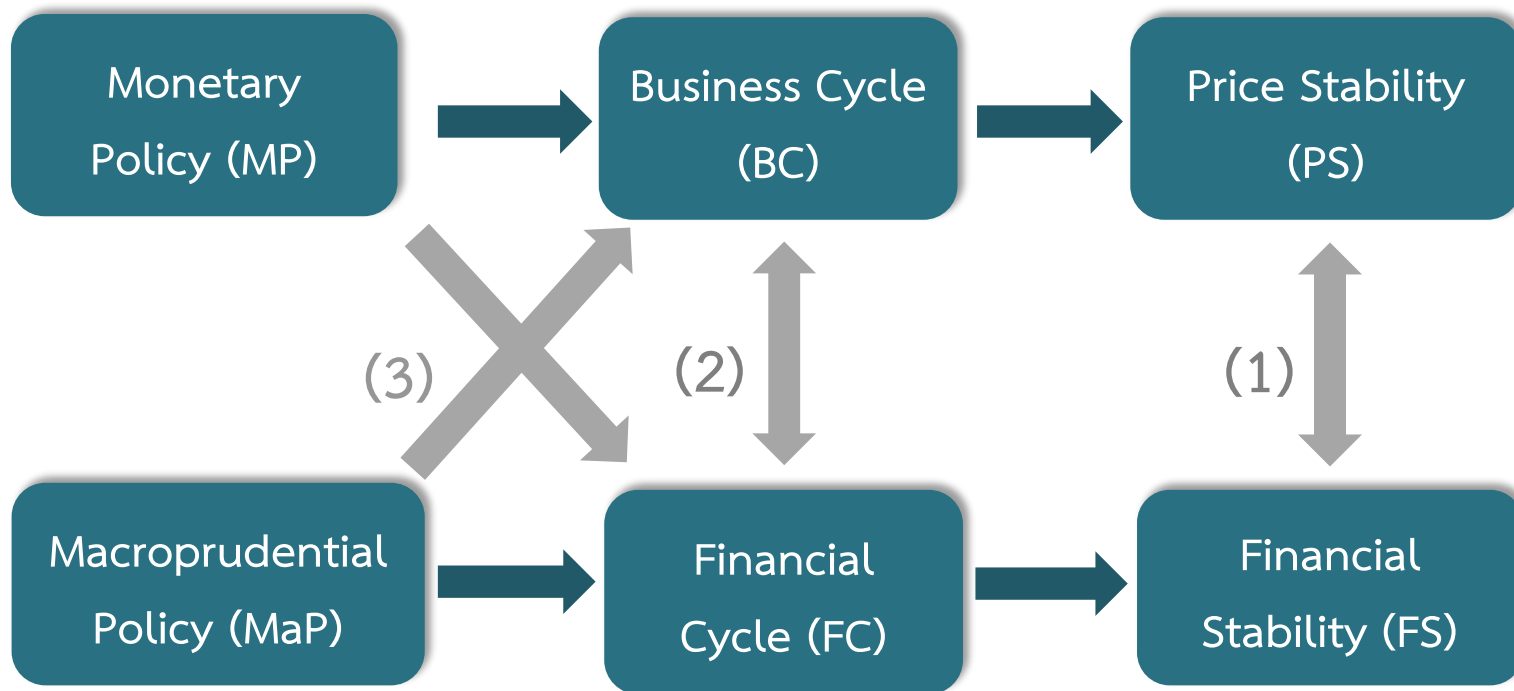 Monetary
Policy (MP)
Business Cycle
(BC)
Price Stability
(PS)
(3)
(2)
(1)
Macroprudential
Policy (MaP)
Financial
Cycle (FC)
Financial
Stability (FS)